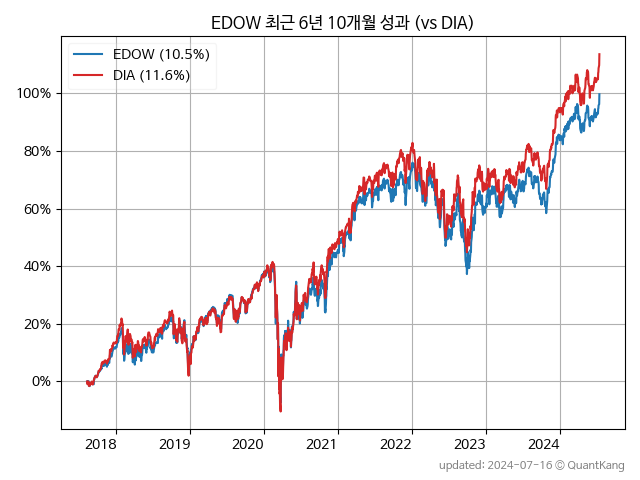 EDOW 최근 6년 10개월 성과 (vs DIA)
EDOW (10.5%)
DIA (11.6%)
100%
80%
60%
40%
20%
0%
2018 2019 2020 2021 2022 2023 2024
updated: 2024-07-16 © QuantKang